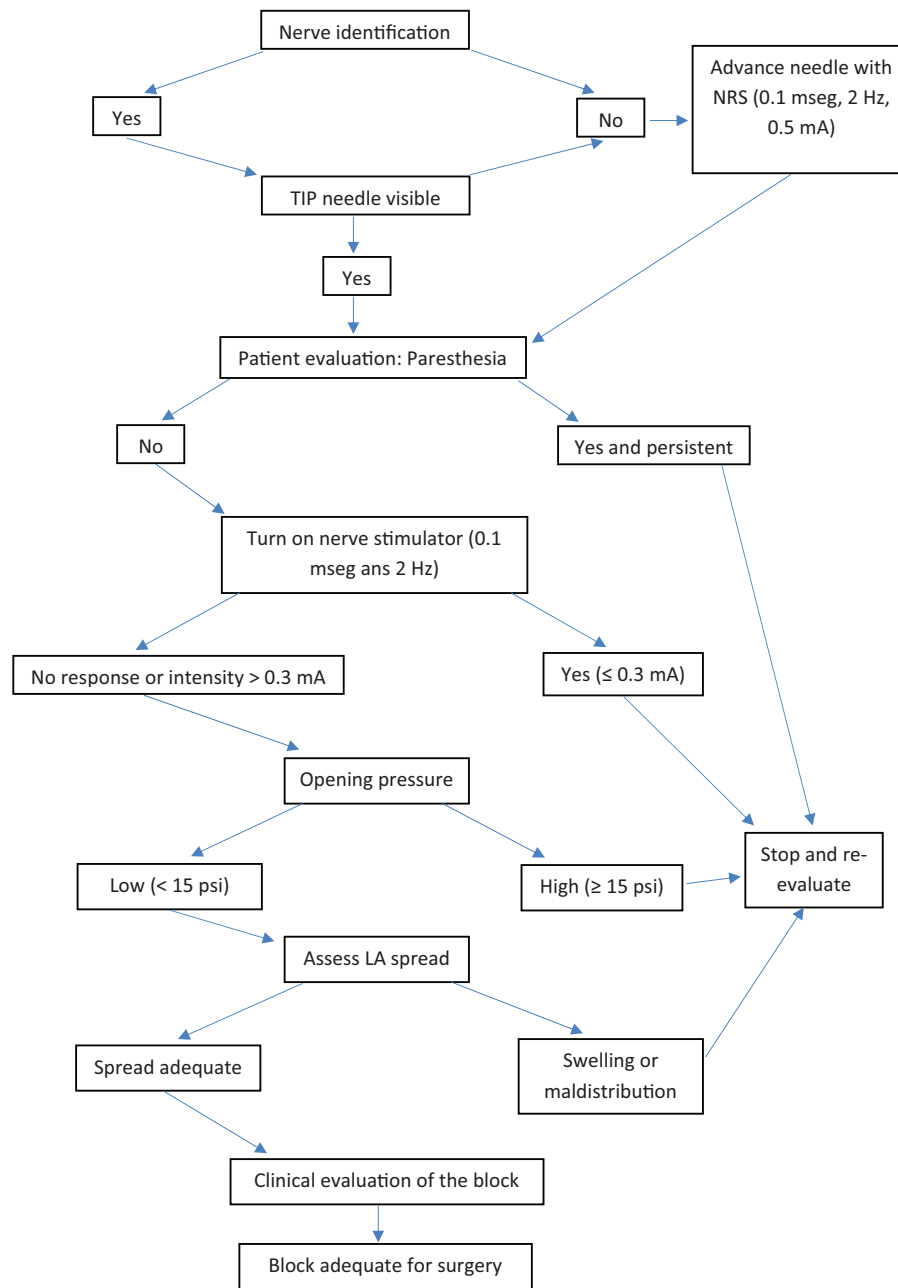 Nerve identification
Advance needle with
NRS (0.1 mseg, 2 Hz,
0.5 mA)
Yes
No
TIP needle visible
Yes
Patient evaluation: Paresthesia
No
Yes and persistent
Turn on nerve stimulator (0.1
mseg ans 2 Hz)
No response or intensity > 0.3 mA
Yes (≤ 0.3 mA)
Opening pressure
Low (< 15 psi)
High (≥ 15 psi)
Stop and re-
evaluate
Assess LA spread
Spread adequate
Swelling or
maldistribution
Clinical evaluation of the block
Block adequate for surgery